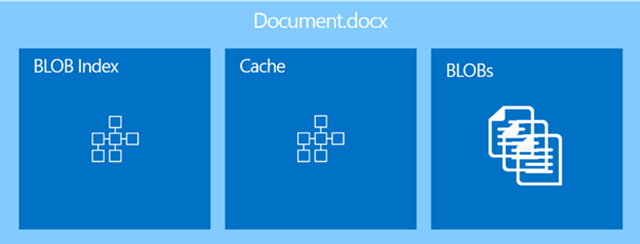 Document.docx
BLOB Index
Cache
BLOBs